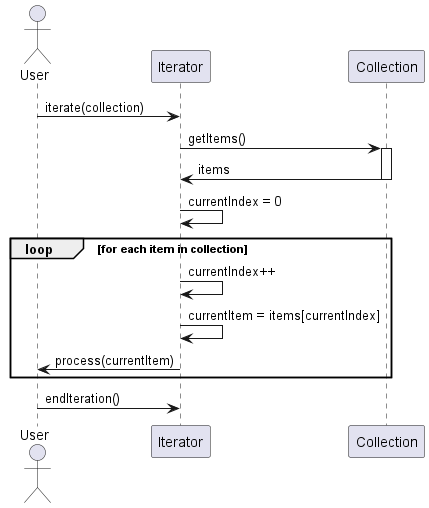 User
Iterator
Collection
iterate(collection)
getItems()
items
currentIndex = 0
loop [for each item in collection]
currentIndex++
currentItem = items[currentIndex]
process(currentItem)
endIteration()
User
Iterator
Collection